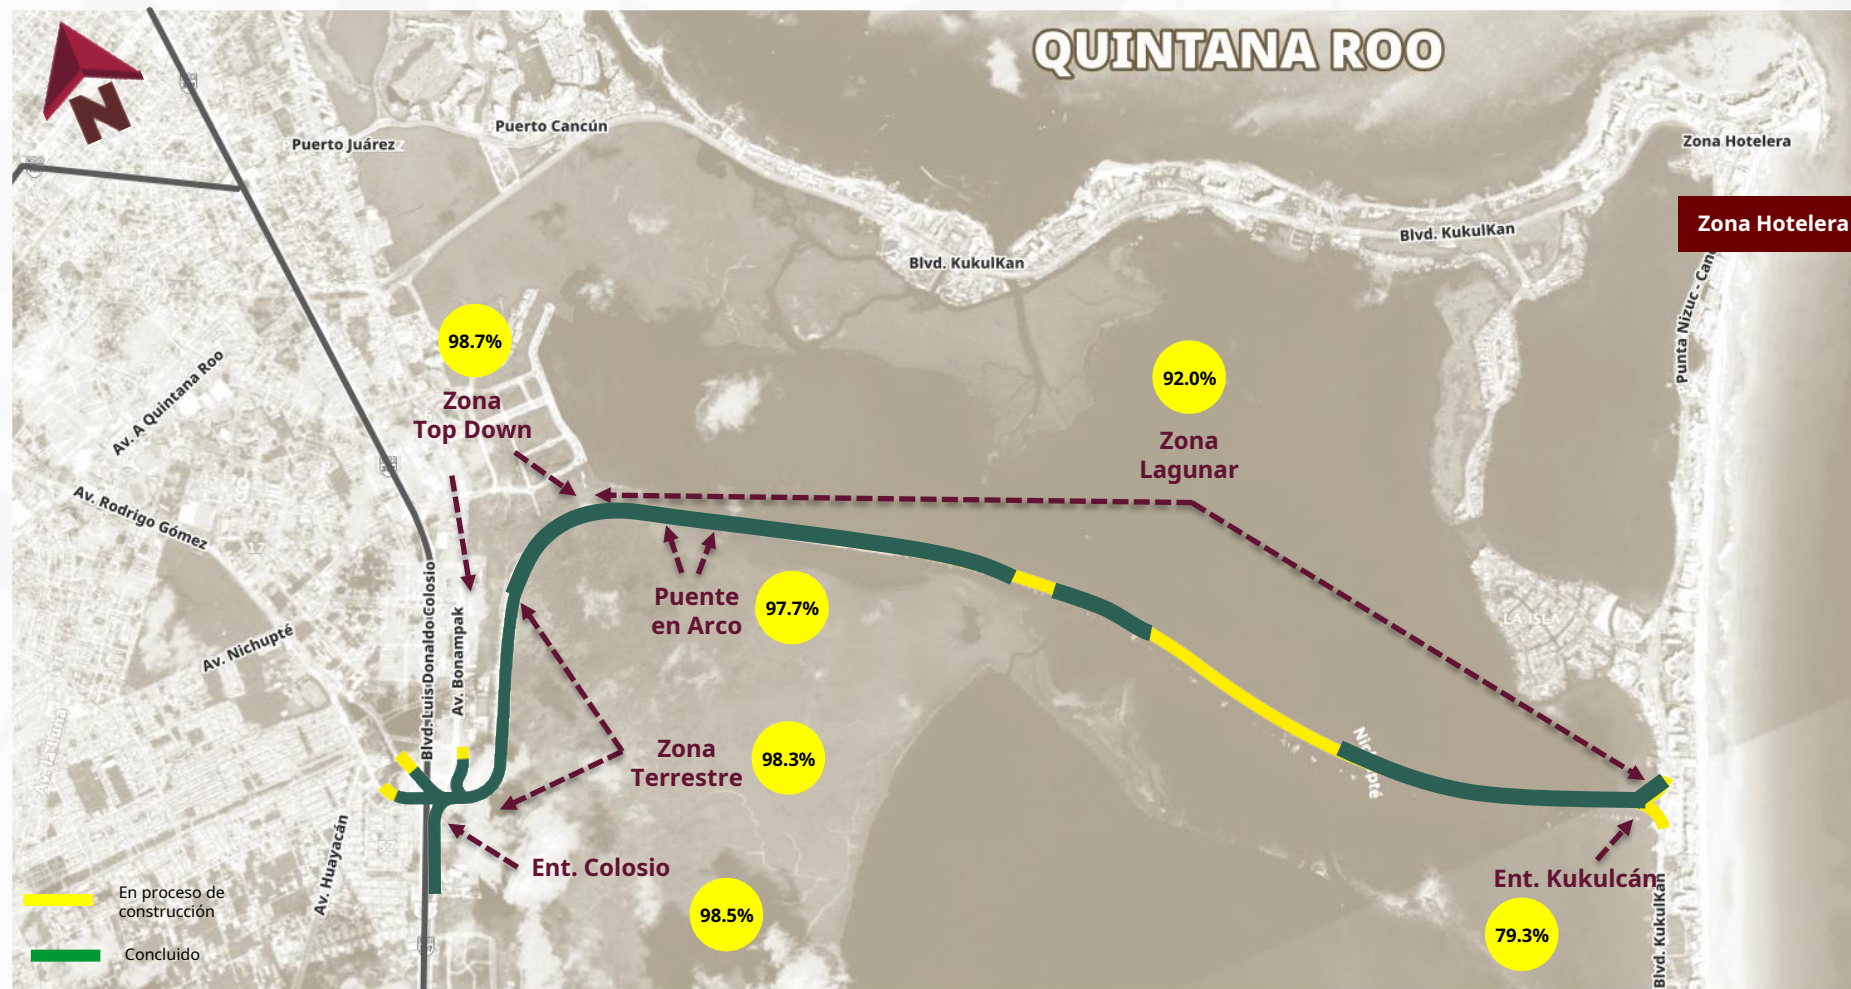 QUINTANA ROO
N
Puerto Cancún
Puerto Juárez
Zona Hotelera
Zona Hotelera
Blvd. KukulKan
Blvd. KukulKan
Punta Nizuc - Canc
98.7%
Zona
Top Down
92.0%
Zona
Lagunar
Av. A Quintana Roo
Av. Rodrigo Gómez
Av. Nichupté
Blvd. Luis Donaldo Colosio
Av. Bonampak
Puente
en Arco
97.7%
LA ISLA
Zona
Terrestre
98.3%
Av. Huayacán
Ent. Colosio
98.5%
Ent. Kukulcán
79.3%
Blvd. KukulKan
En proceso de
construcción
Concluido